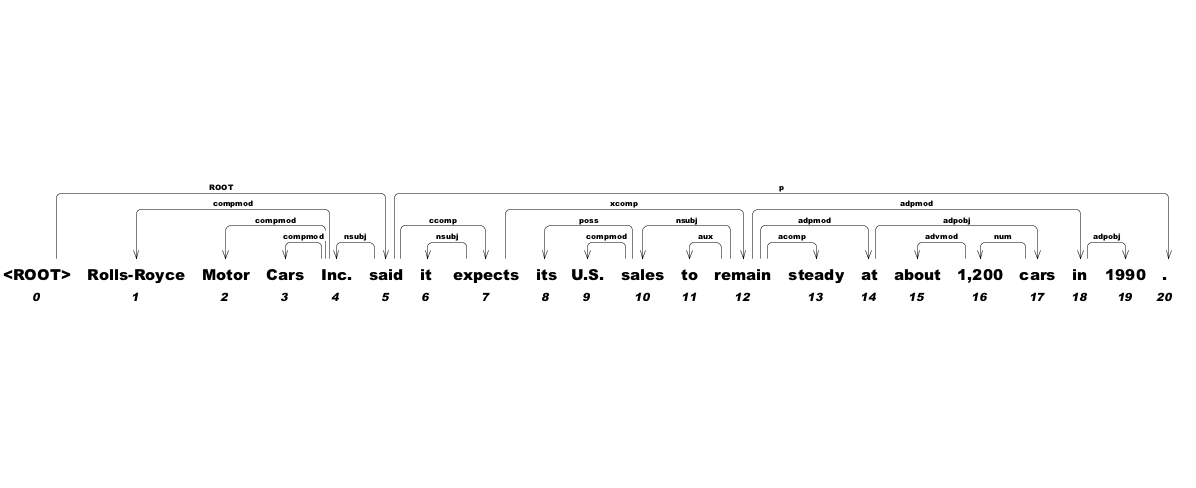 ROOT p
compmod xcomp adpmod
compmod ccomp poss nsubj adpmod adpobj
compmod nsubj nsubj compmod aux acomp advmod num adpobj
<ROOT> Rolls-Royce Motor Cars Inc. said it expects its U.S. sales to remain steady at about 1,200 cars in 1990 .
0 1 2 3 4 5 6 7 8 9 10 11 12 13 14 15 16 17 18 19 20